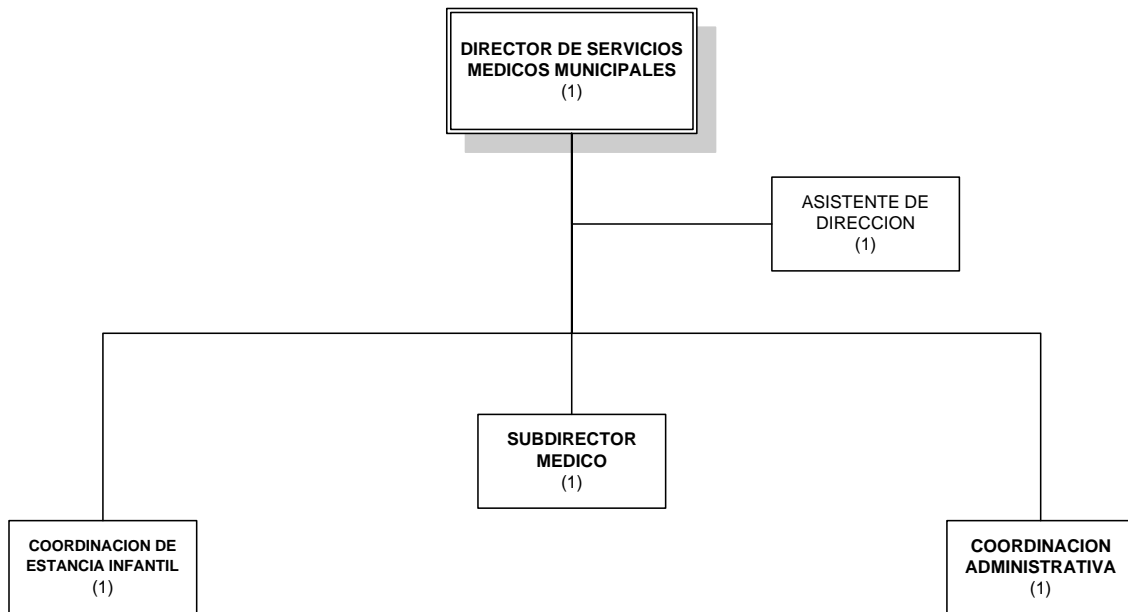 DIRECTOR DE SERVICIOS
MEDICOS MUNICIPALES
(1)
ASISTENTE DE
DIRECCION
(1)
SUBDIRECTOR
MEDICO
(1)
COORDINACION DE
ESTANCIA INFANTIL
(1)
COORDINACION
ADMINISTRATIVA
(1)